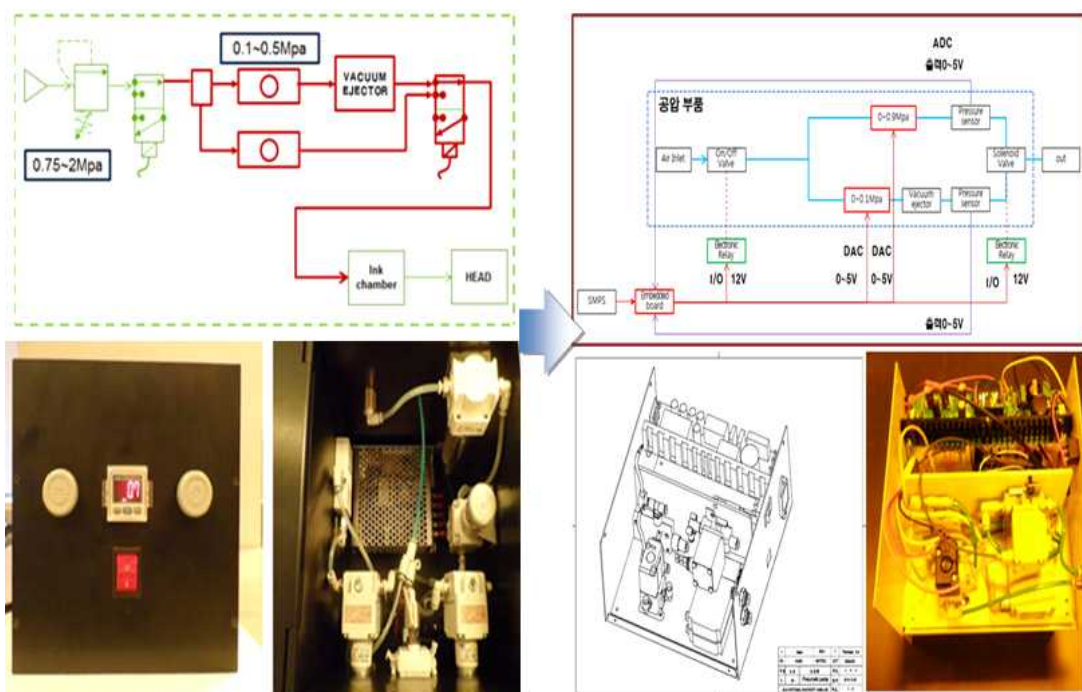 0.1~0.5Mpa
VACUUM
EJECTOR
0.75~2Mpa
Ink
chamber
HEAD
ADC
출력0~5V
공압 부품
0~0.9Mpa
Pressure
sensor
Air Inlet
On/Off
Valve
Solenoid
Valve
out
0~0.1Mpa
Vacuum
ejector
Pressure
sensor
Electronic
Relay
DAC
DAC
Electronic
Relay
I/O
12V
0~5V
0~5V
I/O
12V
SMPS
Embedded
board
출력0~5V